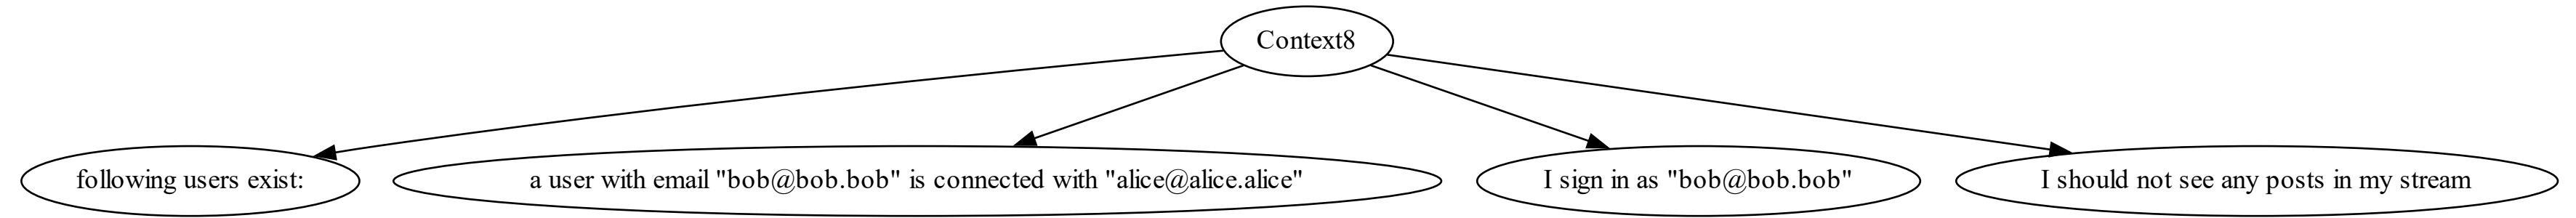 Context8
following users exist:
a user with email "bob@bob.bob" is connected with "alice@alice.alice"
I sign in as "bob@bob.bob"
I should not see any posts in my stream